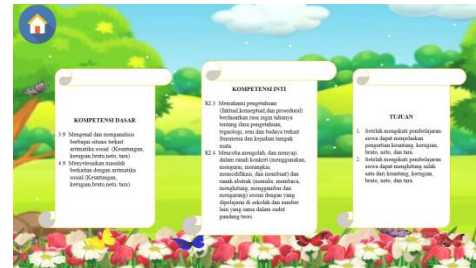 KOMPETENSI DASAR
3.9 Mengenal dan menganalisis
berbagai situasi terkait
aritmatika sosial (Keuntungan,
kerugian,bruto,neto, tara)
4.9 Menyelesaikan masalah
berkaitan dengan aritmatika
sosial (Keuntungan,
kerugian,bruto,neto, tara)
KOMPETENSI INTI
KI.3 Memahami pengetahuan
(faktual,konseptual,dan prosedural)
berdasarkan rasa ingin tahunya
tentang ilmu pengetahuan,
teknologi, seni dan budaya terkait
fenomena dan kejadian tampak
mata.
KI.4 Mencoba mengolah, dan menyaji
dalam ranah konkret (menggunakan,
mengurai, merangkai,
memodifikasi, dan membuat) dan
ranah abstrak (menulis, membaca,
menghitung, menggambar dan
mengarang) sesuai dengan yang
dipelajarai di sekolah dan sumber
lain yang sama dalam sudut
pandang/teori.
TUJUAN
1. Setelah mengikuti pembelajaran
siswa dapat menjelaskan
pengertian keuntung, kerugian,
bruto, neto, dan tara.
2. Setelah mengikuti pembelajaran
siswa dapat menghitung salah
satu dari keuntung, kerugian,
bruto, neto, dan tara.